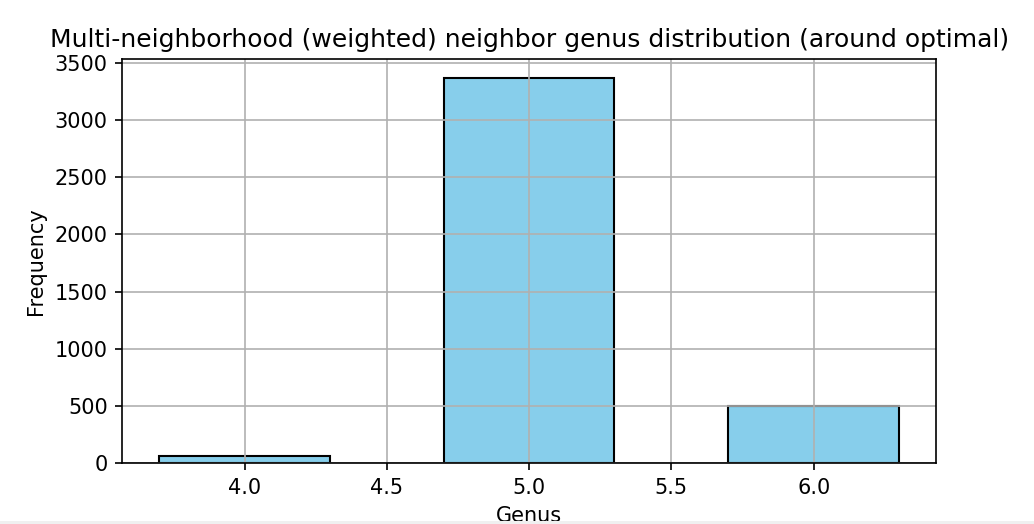 Multi-neighborhood (weighted) neighbor genus distribution (around optimal)
3500
3000
2500
2000
1500
1000
500
0
Frequency
4.0 4.5 5.0 5.5 6.0
Genus